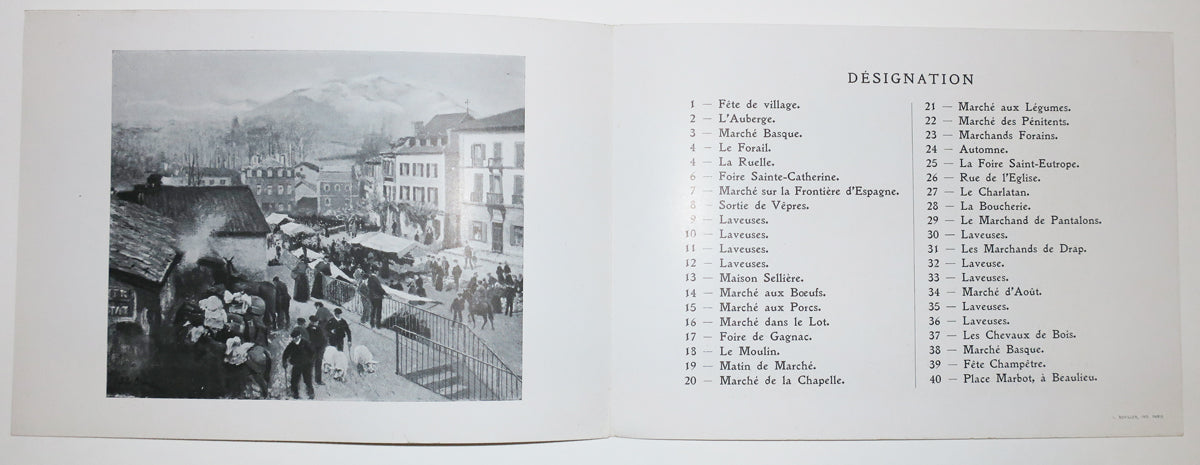 DÉSIGNATION
1 — Fête de village.
2 — L'Auberge.
3 — Marché Basque.
4 — Le Forail.
4 — La Ruelle.
6 — Foire Sainte-Catherine.
7 — Marché sur la Frontière d'Espagne.
8 — Sortie de Vêpres.
9 — Laveuses.
10 — Laveuses.
11 — Laveuses.
12 — Laveuses.
13 — Maison Sellière.
14 — Marché aux Bœufs.
15 — Marché aux Porcs.
16 — Marché dans le Lot.
17 — Foire de Gagnac.
18 — Le Moulin.
19 — Matin de Marché.
20 — Marché de la Chapelle.
21 — Marché aux Légumes.
22 — Marché des Pénitents.
23 — Marchands Forains.
24 — Automne.
25 — La Foire Saint-Eutrope.
26 — Rue de l'Eglise.
27 — Le Charlatan.
28 — La Boucherie.
29 — Le Marchand de Pantalons.
30 — Laveuses.
31 — Les Marchands de Drap.
32 — Laveuse.
33 — Laveuses.
34 — Marché d'Août.
35 — Laveuses.
36 — Laveuses.
37 — Les Chevaux de Bois.
38 — Marché Basque.
39 — Fête Champêtre.
40 — Place Marbot, à Beaulieu.
IMP. PARIS